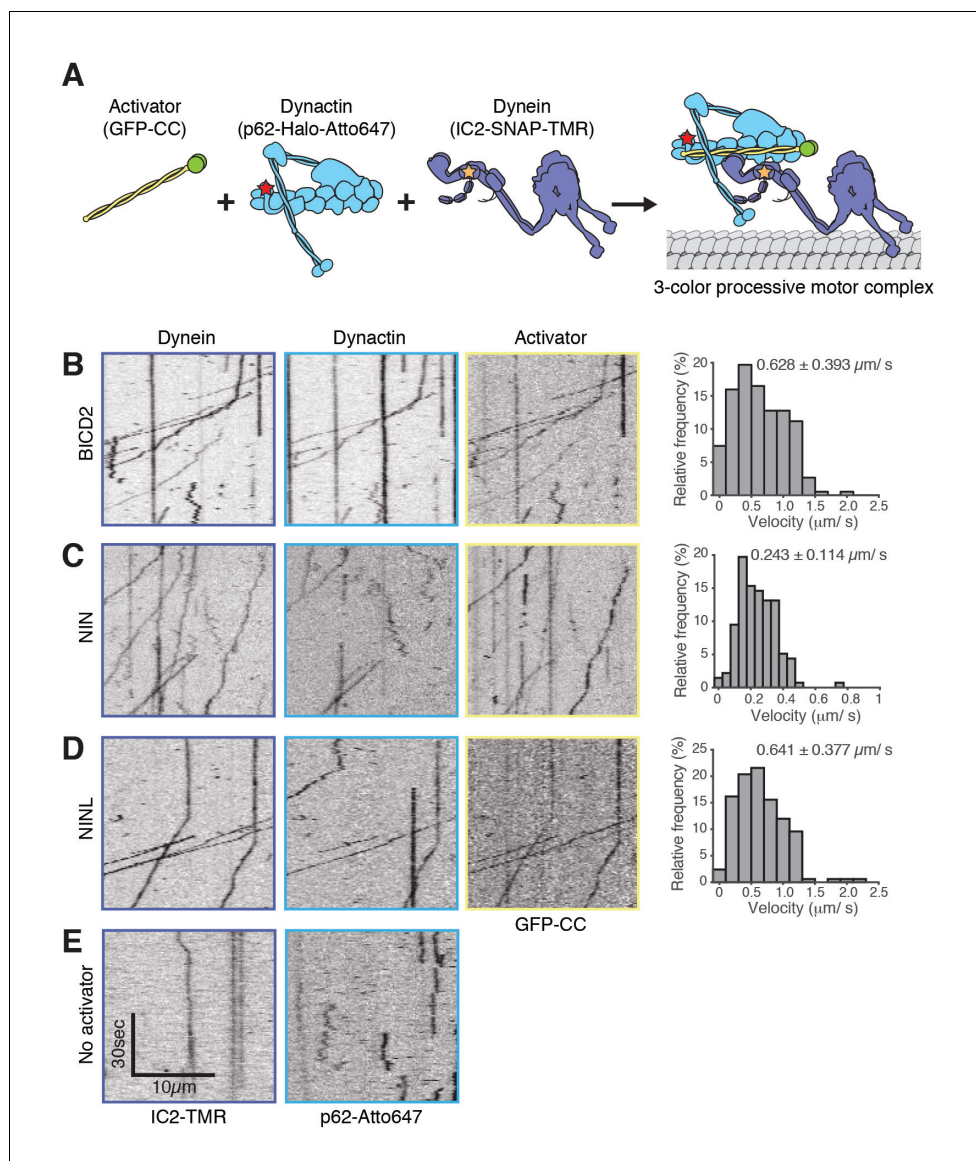 A
Activator
(GFP-CC)
Dynactin
(p62-Halo-Atto647)
Dynein
(IC2-SNAP-TMR)
+
+
3-color processive motor complex
Dynein
Dynactin
Activator
B
BICD2
0.628 ± 0.393 µm/ s
Relative frequency (%)
20
15
10
5
0
0
0.5
1.0
1.5
2.0
2.5
Velocity (µm/ s)
C
NIN
0.243 ± 0.114 µm/ s
Relative frequency (%)
20
15
10
5
0
0
0.2
0.4
0.6
0.8
1
Velocity (µm/ s)
D
NINL
0.641 ± 0.377 µm/ s
Relative frequency (%)
25
20
15
10
5
0
0
0.5
1.0
1.5
2.0
2.5
Velocity (µm/ s)
GFP-CC
E
No activator
30sec
10µm
IC2-TMR
p62-Atto647